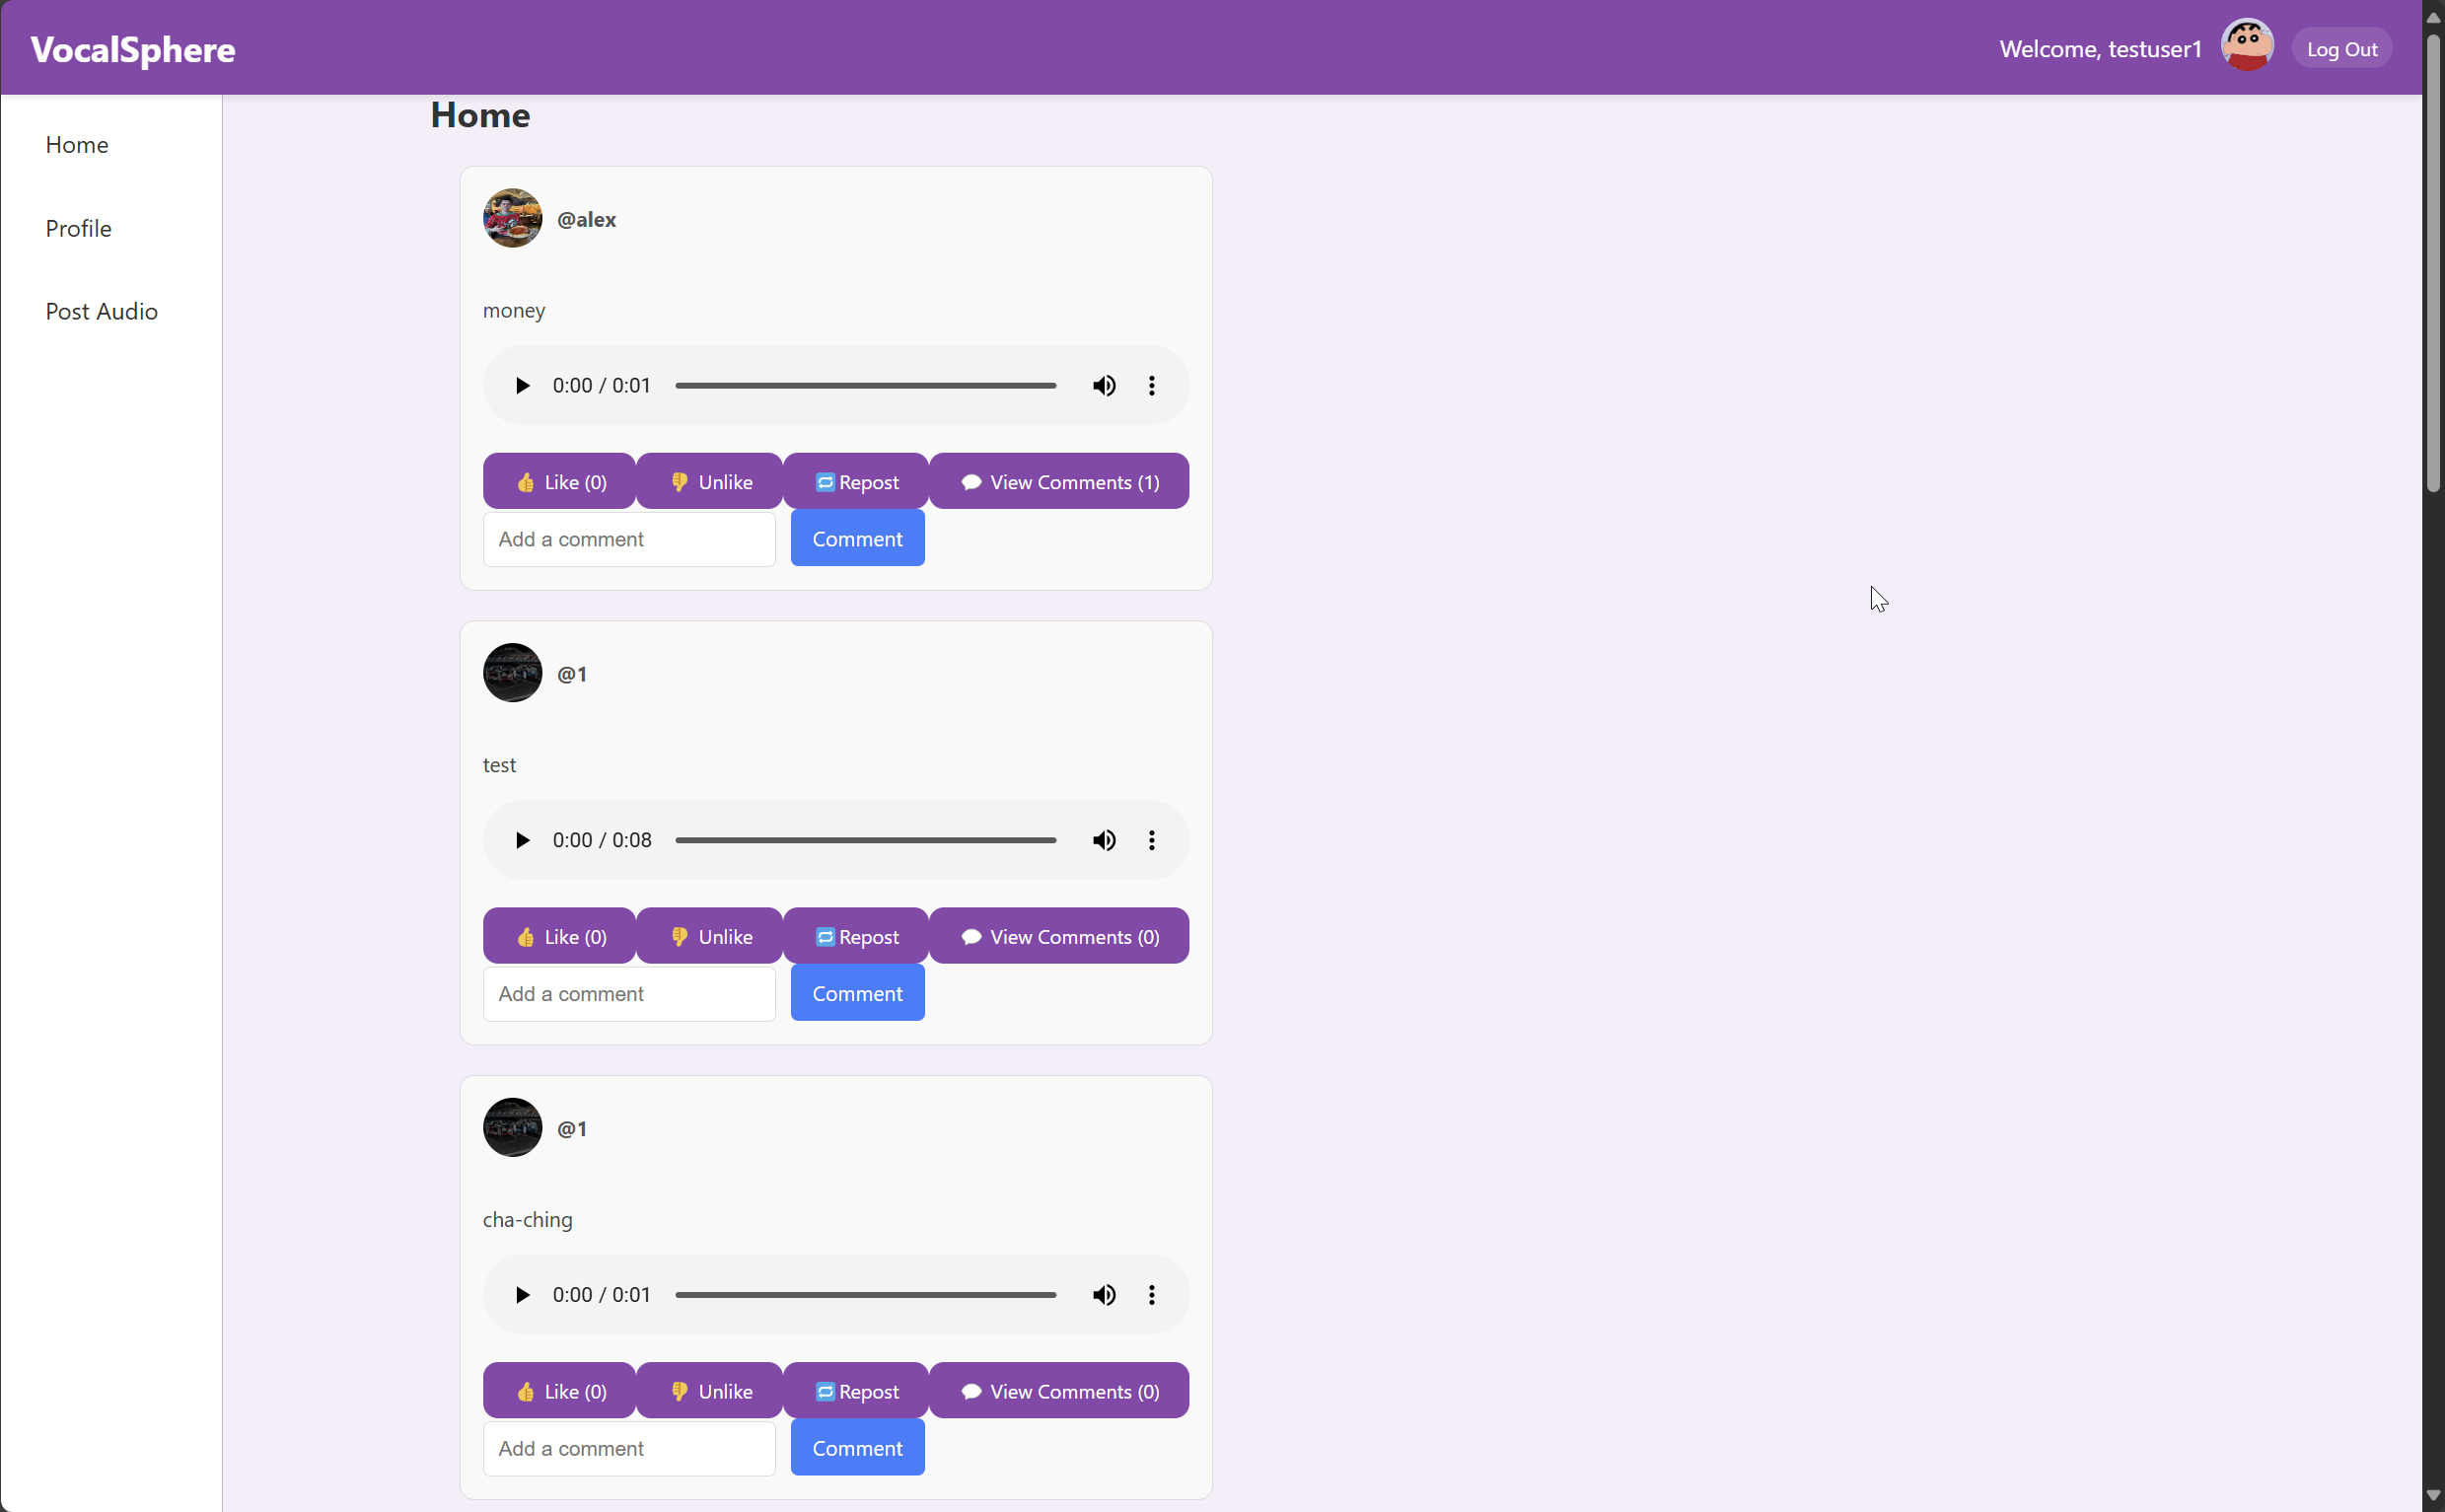 VocalSphere
Welcome, testuser1
Log Out
Home
Profile
Post Audio
Home
@alex
money
0:00 / 0:01
👍 Like (0)
👎 Unlike
🔁Repost
💬 View Comments (1)
Add a comment
Comment
@1
test
0:00 / 0:08
👍 Like (0)
👎 Unlike
🔁Repost
💬 View Comments (0)
Add a comment
Comment
@1
cha-ching
0:00 / 0:01
👍 Like (0)
👎 Unlike
🔁Repost
💬 View Comments (0)
Add a comment
Comment